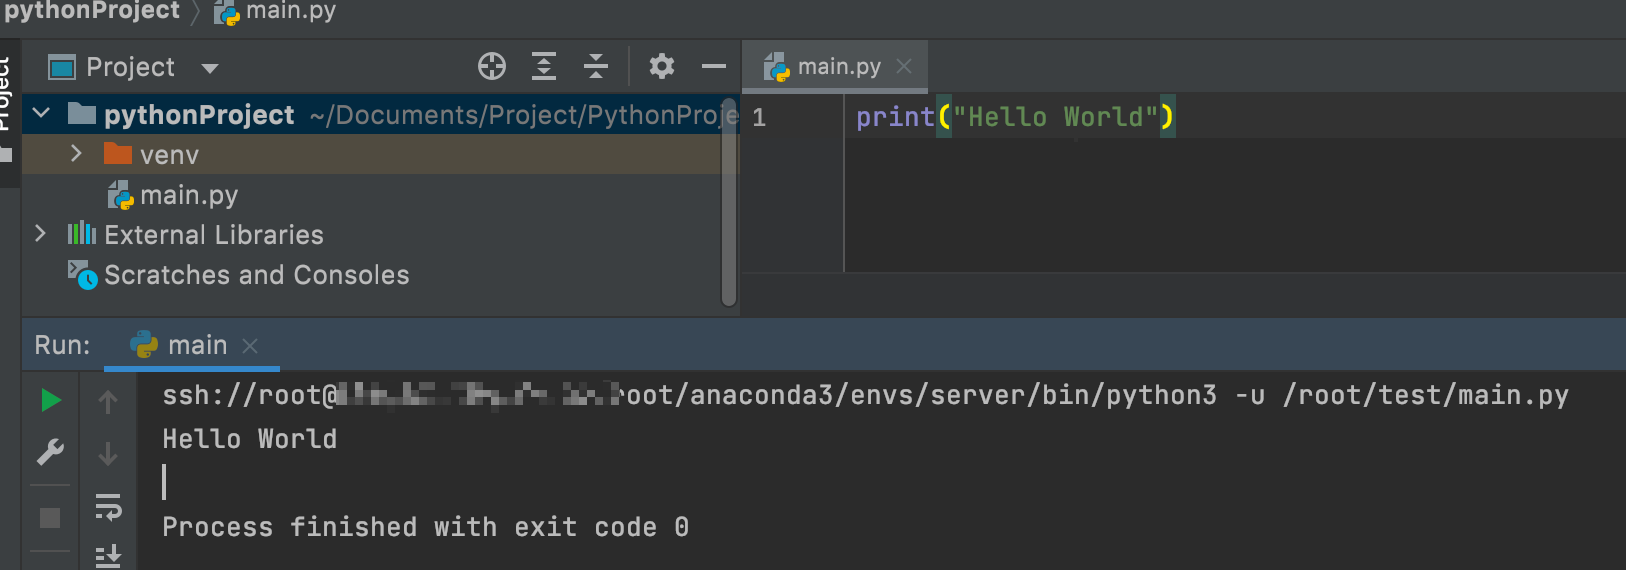 pythonProject main.py
Project
Project
main.py
pythonProject ~/Documents/Project/PythonProje
venv
main.py
External Libraries
Scratches and Consoles
1 print("Hello World")
Run: main
ssh://root@ root/anaconda3/envs/server/bin/python3 -u /root/test/main.py
Hello World
Process finished with exit code 0